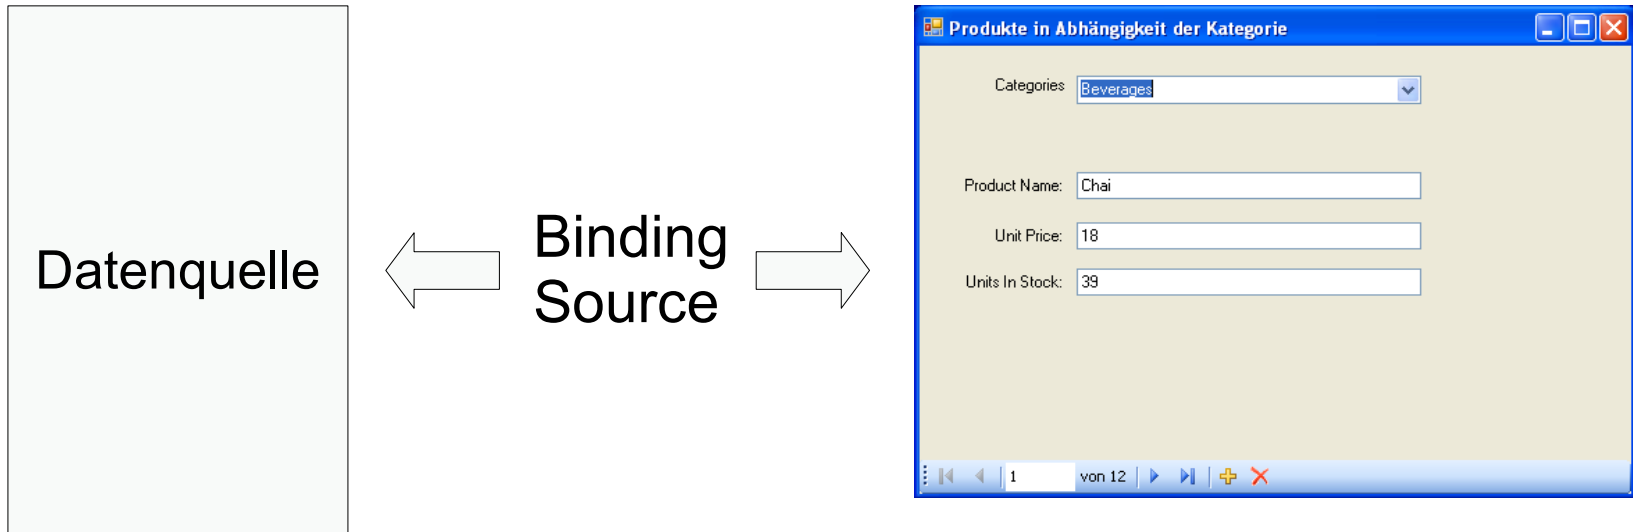 Datenquelle
Binding
Source
Produkte in Abhängigkeit der Kategorie
Categories Beverages
Product Name: Chai
Unit Price: 18
Units In Stock: 39
1 von 12